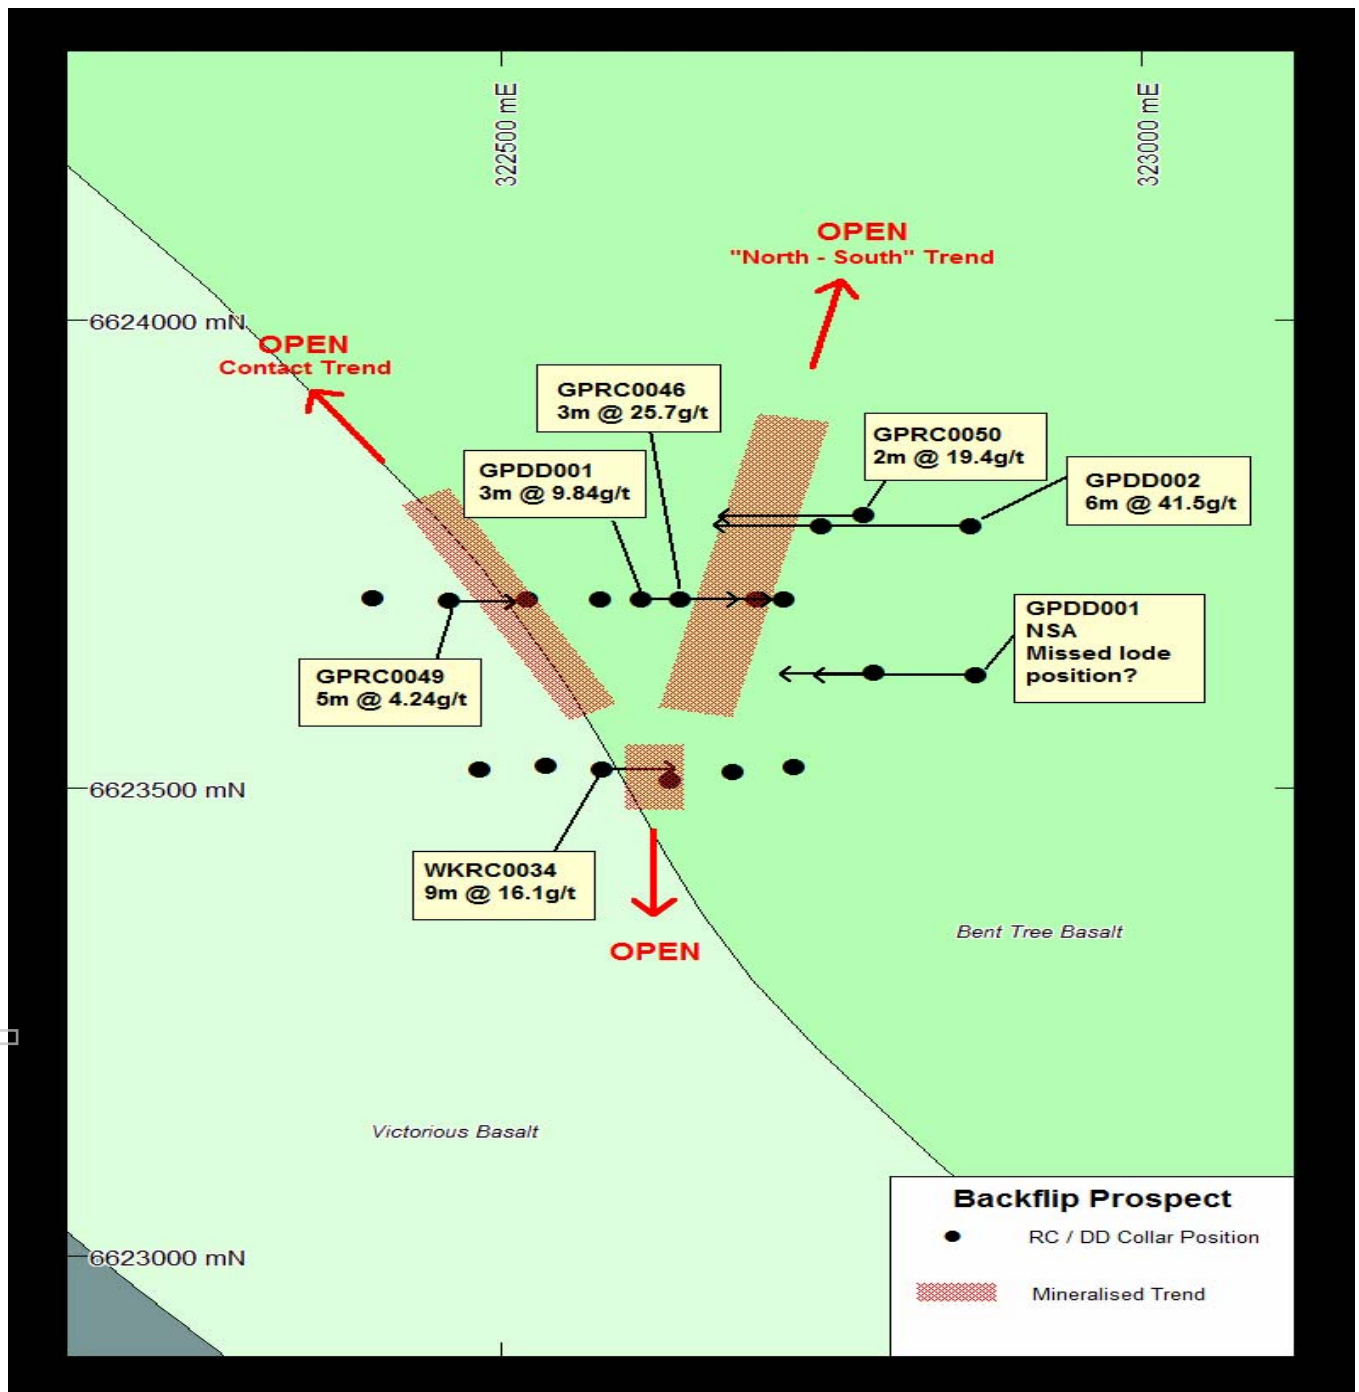 322500 mE
323000 mE
OPEN
"North - South" Trend
6624000 mN
OPEN
Contact Trend
GPRC0046
3m @ 25.7g/t
GPRC0050
2m @ 19.4g/t
GPDD001
3m @ 9.84g/t
GPDD002
6m @ 41.5g/t
GPDD001
NSA
Missed lode
position?
GPRC0049
5m @ 4.24g/t
6623500 mN
WKRC0034
9m @ 16.1g/t
OPEN
Bent Tree Basalt
Victorious Basalt
6623000 mN
Backflip Prospect
RC / DD Collar Position
Mineralised Trend